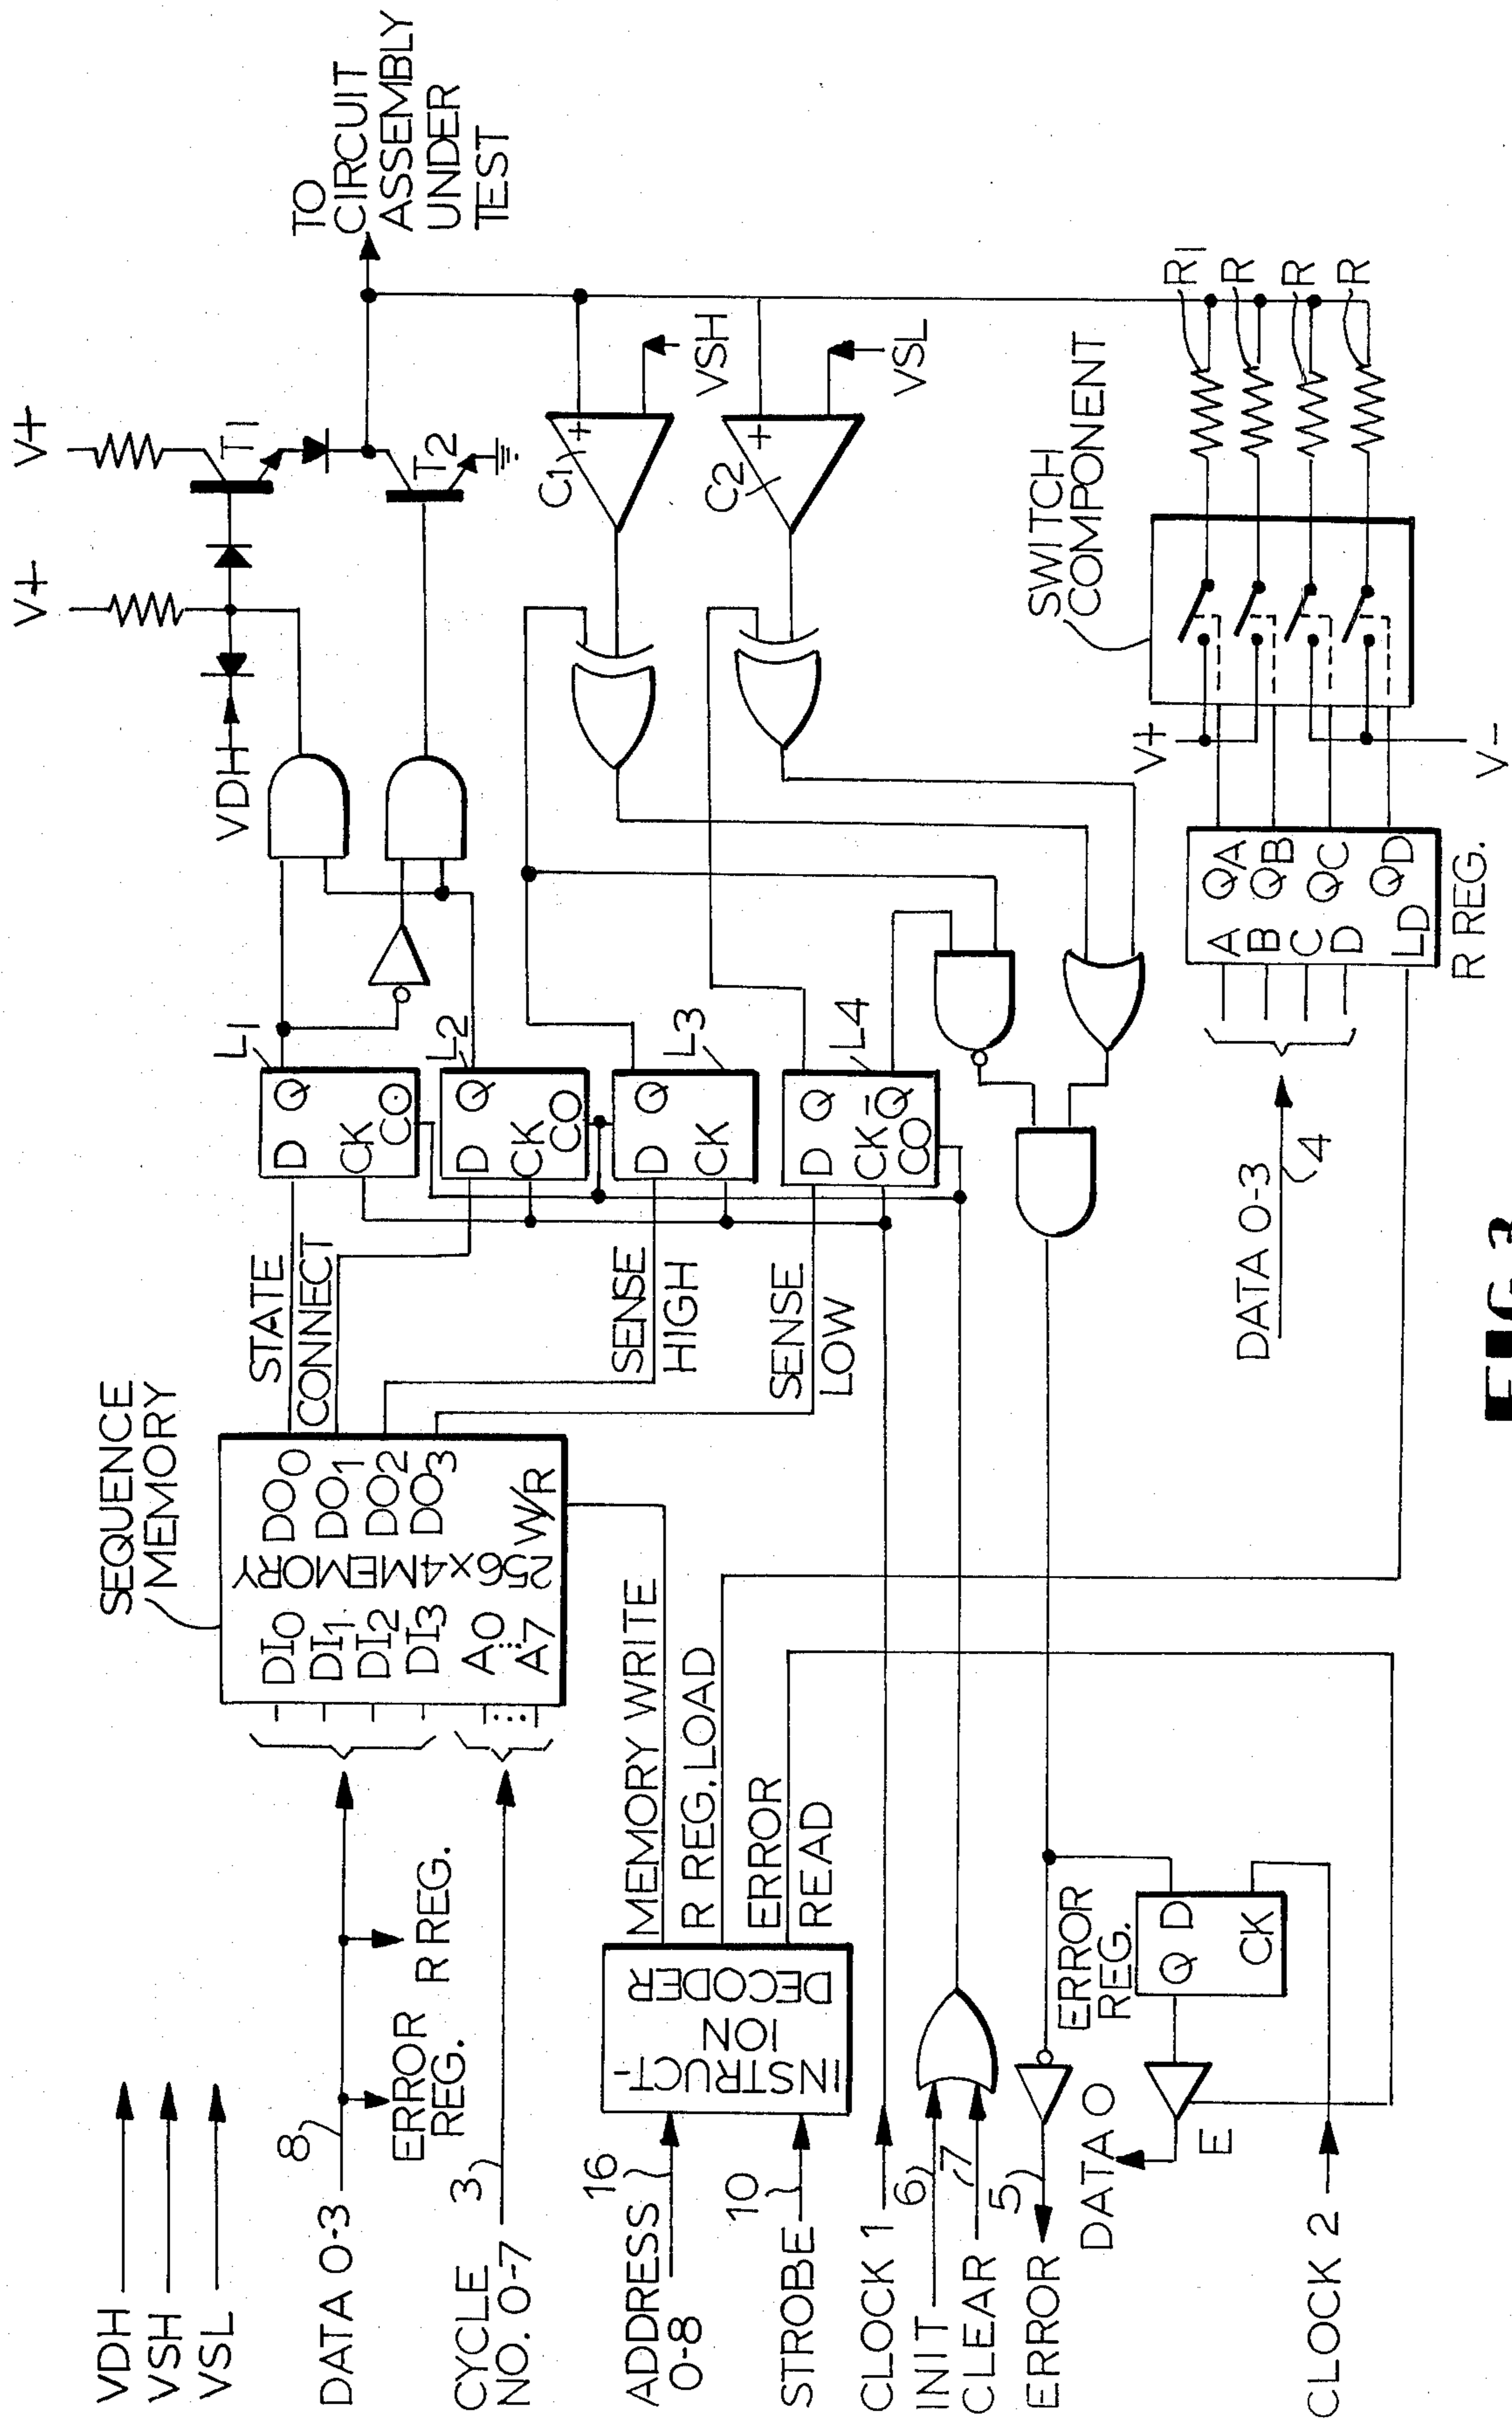 VDH
VSH
VSL
DATA 0-3
8
ERROR
REG.
R REG.
CYCLE
NO. 0-7
3
SEQUENCE
MEMORY
DI0
DI1
DI2
DI3
A0
A7
256x4MEMORY
DO0
DO1
DO2
DO3
W/R
STATE
CONNECT
SENSE
HIGH
SENSE
LOW
L1
D
Q
CK
CO
L2
D
Q
CK
CO
L3
D
Q
CK
L4
D
Q
CK
Q̅
CO
VDH
V+
V+
T1
T2
TO
CIRCUIT
ASSEMBLY
UNDER
TEST
C1
+
VSH
C2
+
VSL
ADDRESS
0-8
16
STROBE
10
INSTRUCT-
ION
DECODER
MEMORY WRITE
R REG. LOAD
ERROR
READ
CLOCK 1
INIT
6
CLEAR
7
ERROR
5
DATA 0
E
ERROR
REG.
Q
D
CK
CLOCK 2
DATA 0-3
4
A
B
C
D
LD
QA
QB
QC
QD
R REG.
V+
V-
SWITCH
COMPONENT
R1
R
R
R